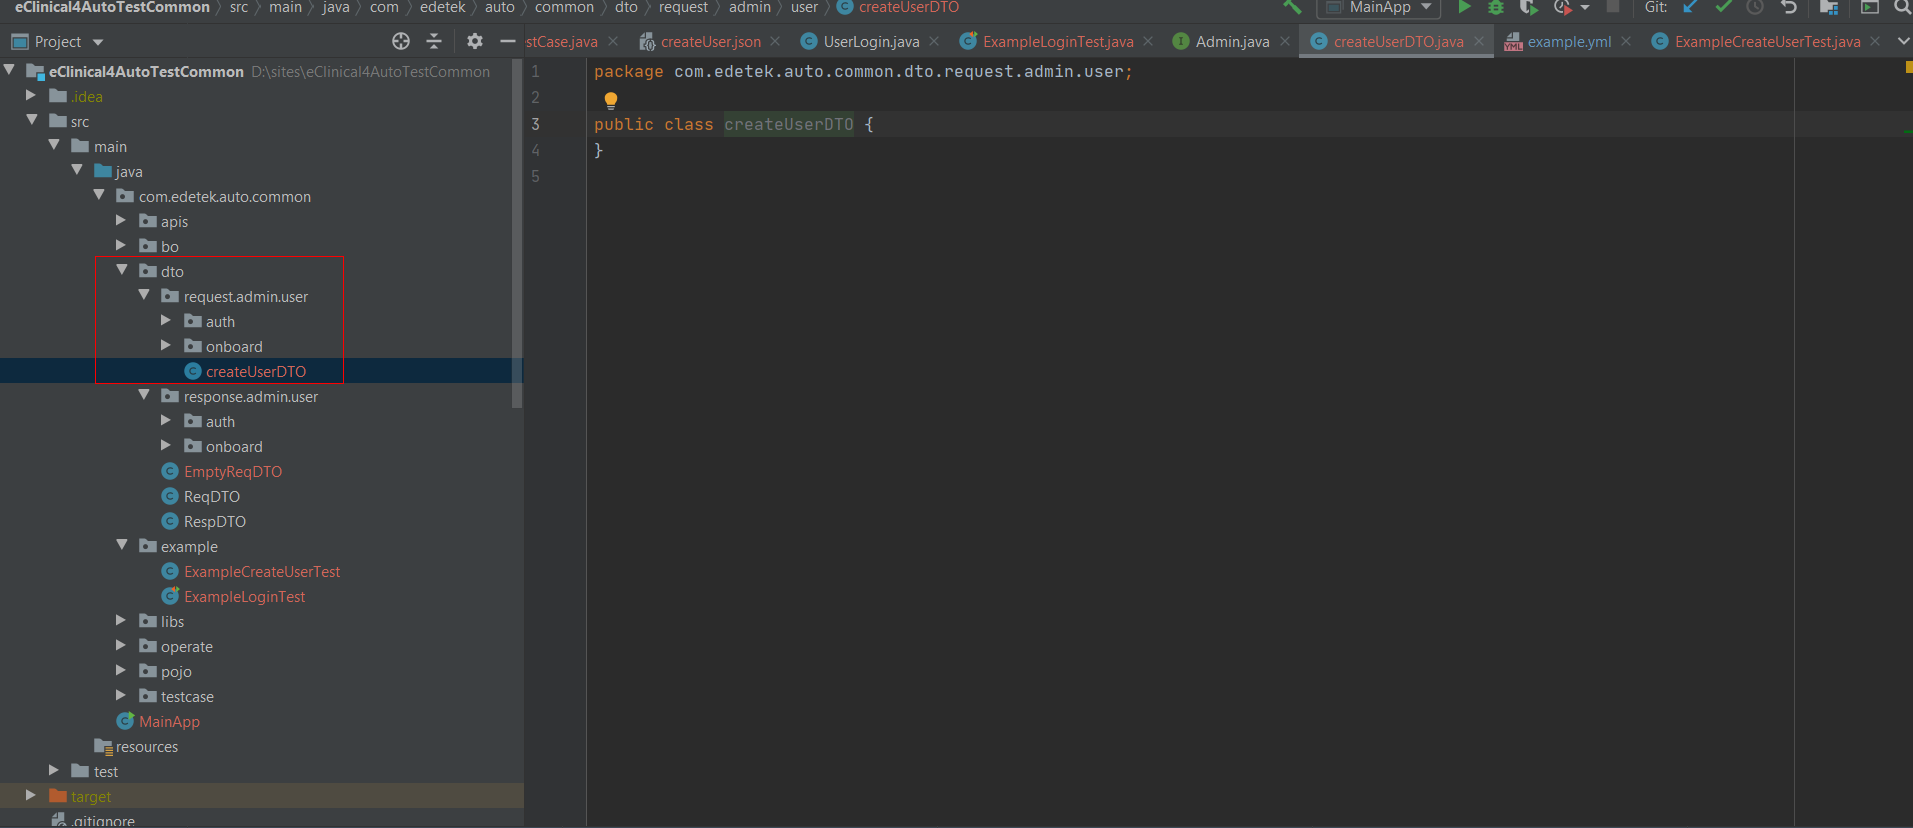 eClinical4AutoTestCommon src main java com edetek auto common dto request admin user createUserDTO MainApp Git:
Project
stCase.java createUser.json UserLogin.java ExampleLoginTest.java Admin.java createUserDTO.java example.yml ExampleCreateUserTest.java
eClinical4AutoTestCommon D:\sites\eClinical4AutoTestCommon
.idea
src
main
java
com.edetek.auto.common
apis
bo
dto
request.admin.user
auth
onboard
createUserDTO
response.admin.user
auth
onboard
EmptyReqDTO
ReqDTO
RespDTO
example
ExampleCreateUserTest
ExampleLoginTest
libs
operate
pojo
testcase
MainApp
resources
test
target
.gitignore
1 package com.edetek.auto.common.dto.request.admin.user;
2
3 public class createUserDTO {
4 }
5